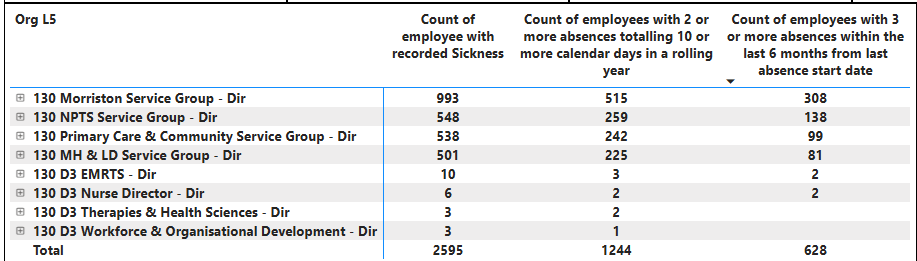 Org L5
Count of employee with recorded Sickness
Count of employees with 2 or more absences totalling 10 or more calendar days in a rolling year
Count of employees with 3 or more absences within the last 6 months from last absence start date
130 Morriston Service Group - Dir 993 515 308
130 NPTS Service Group - Dir 548 259 138
130 Primary Care & Community Service Group - Dir 538 242 99
130 MH & LD Service Group - Dir 501 225 81
130 D3 EMRTS - Dir 10 3 2
130 D3 Nurse Director - Dir 6 2 2
130 D3 Therapies & Health Sciences - Dir 3 2
130 D3 Workforce & Organisational Development - Dir 3 1
Total 2595 1244 628